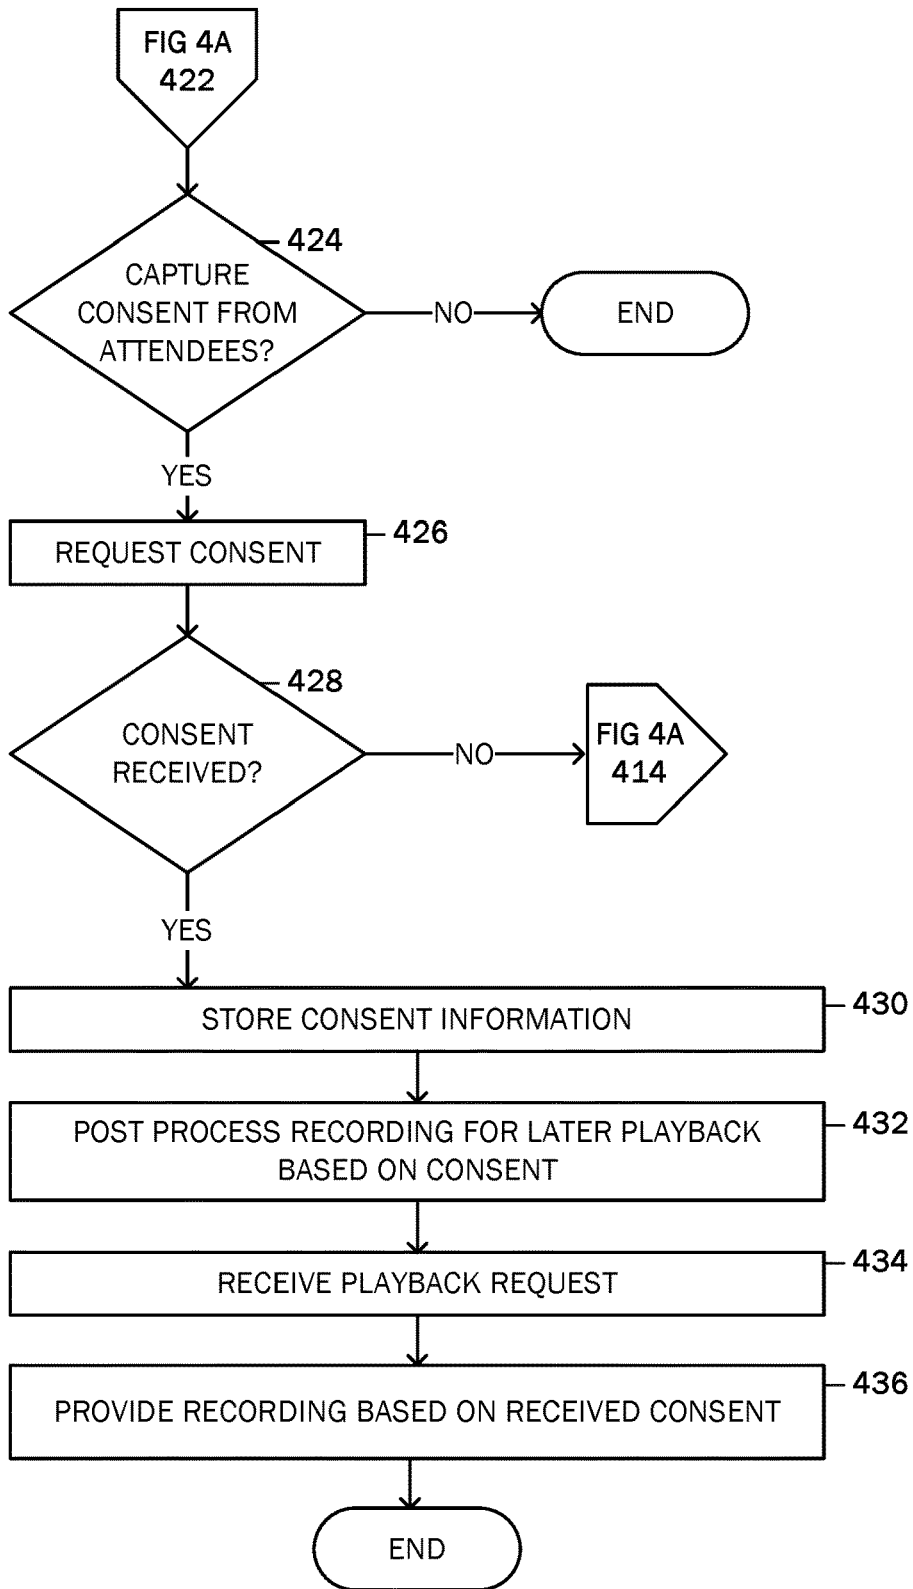 FIG 4A
422
424
CAPTURE
CONSENT FROM
ATTENDEES?
NO
END
YES
426
REQUEST CONSENT
428
CONSENT
RECEIVED?
NO
FIG 4A
414
YES
430
STORE CONSENT INFORMATION
432
POST PROCESS RECORDING FOR LATER PLAYBACK
BASED ON CONSENT
434
RECEIVE PLAYBACK REQUEST
436
PROVIDE RECORDING BASED ON RECEIVED CONSENT
END